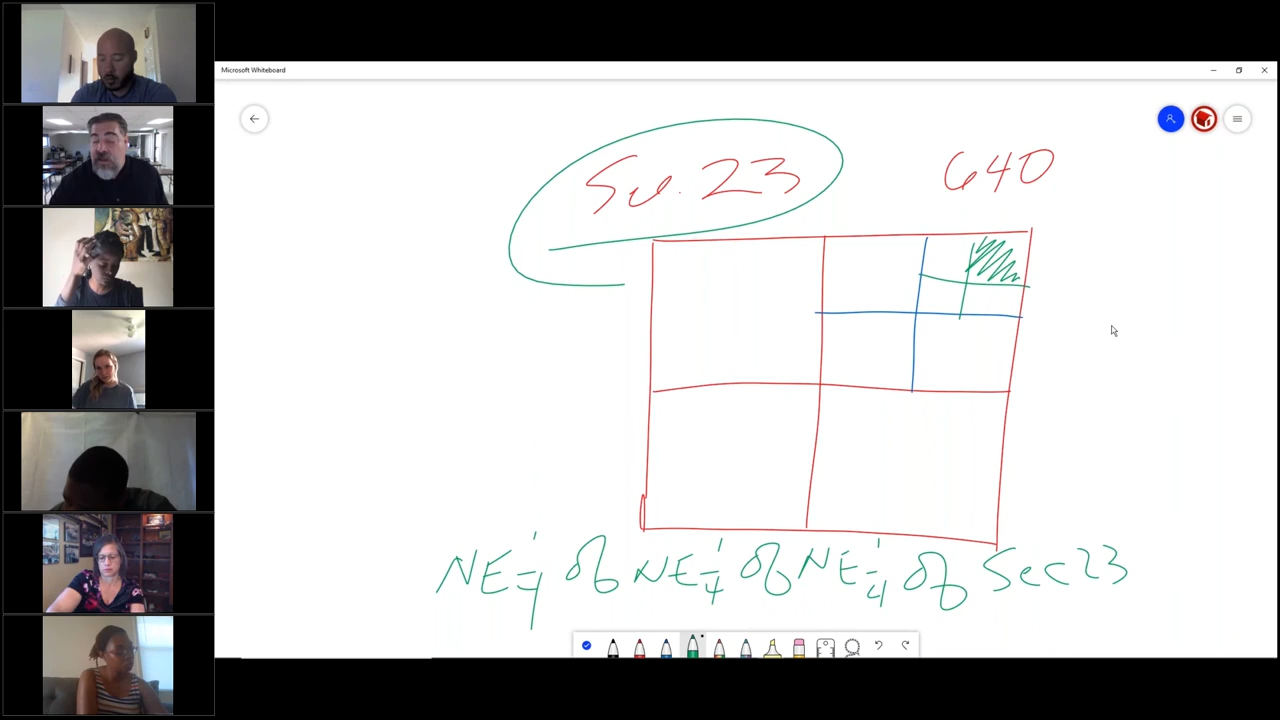 Microsoft Whiteboard
Sec. 23
640
NE 1/4 of NE 1/4 of NE 1/4 of Sec 23